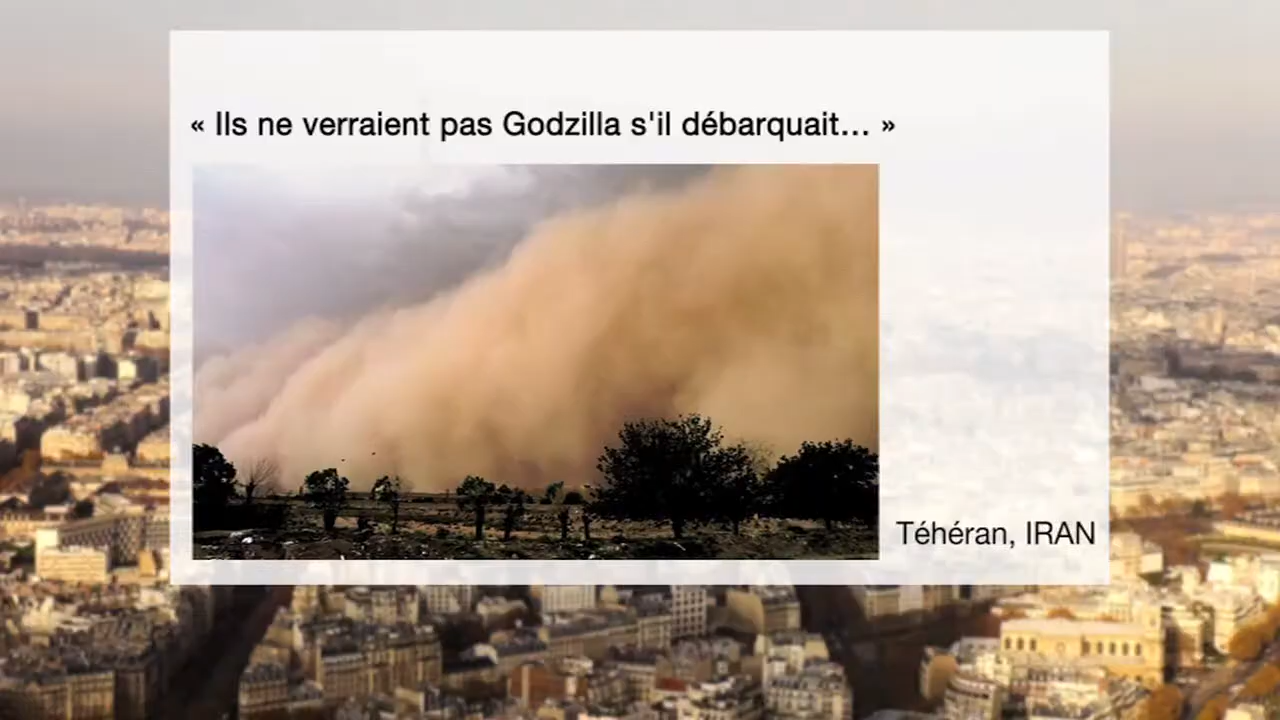 « Ils ne verraient pas Godzilla s'il débarquait... »
Téhéran, IRAN